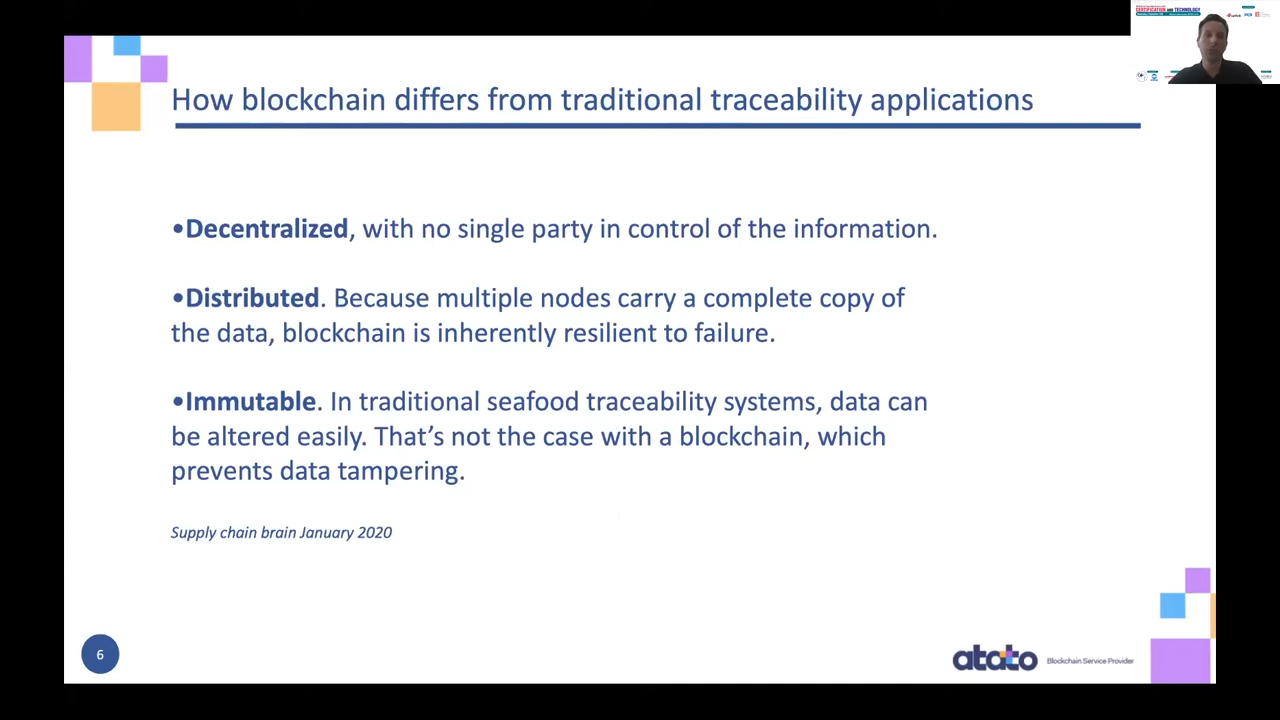 CERTIFICATION AND TECHNOLOGY
How blockchain differs from traditional traceability applications
•Decentralized, with no single party in control of the information.
•Distributed. Because multiple nodes carry a complete copy of
the data, blockchain is inherently resilient to failure.
•Immutable. In traditional seafood traceability systems, data can
be altered easily. That’s not the case with a blockchain, which
prevents data tampering.
Supply chain brain January 2020
6
atato Blockchain Service Provider